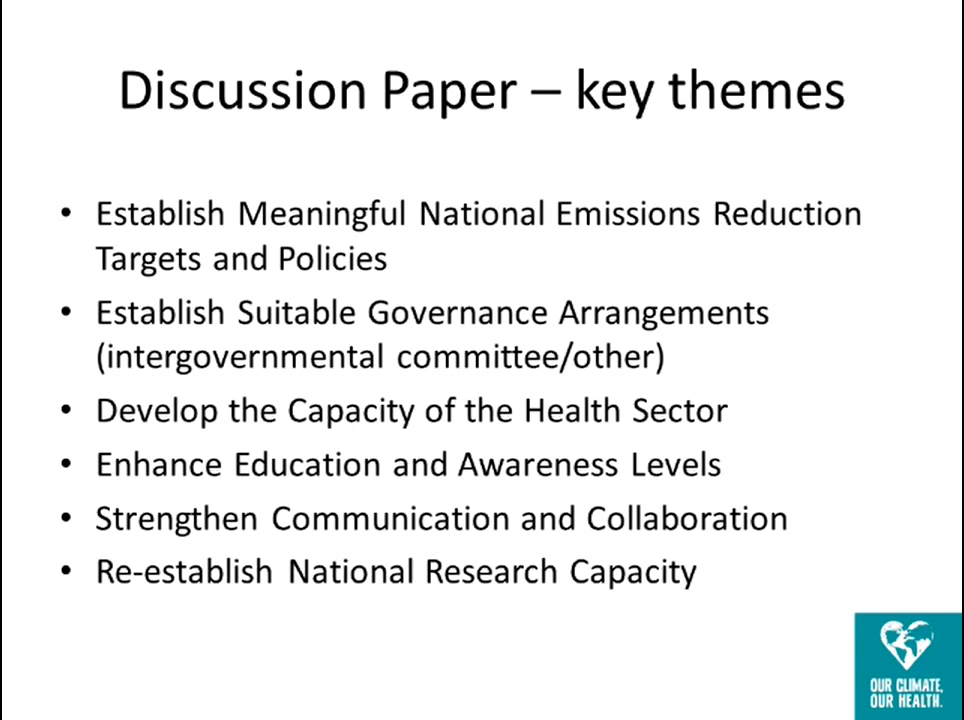 Discussion Paper – key themes
• Establish Meaningful National Emissions Reduction
Targets and Policies
• Establish Suitable Governance Arrangements
(intergovernmental committee/other)
• Develop the Capacity of the Health Sector
• Enhance Education and Awareness Levels
• Strengthen Communication and Collaboration
• Re-establish National Research Capacity
OUR CLIMATE,
OUR HEALTH.